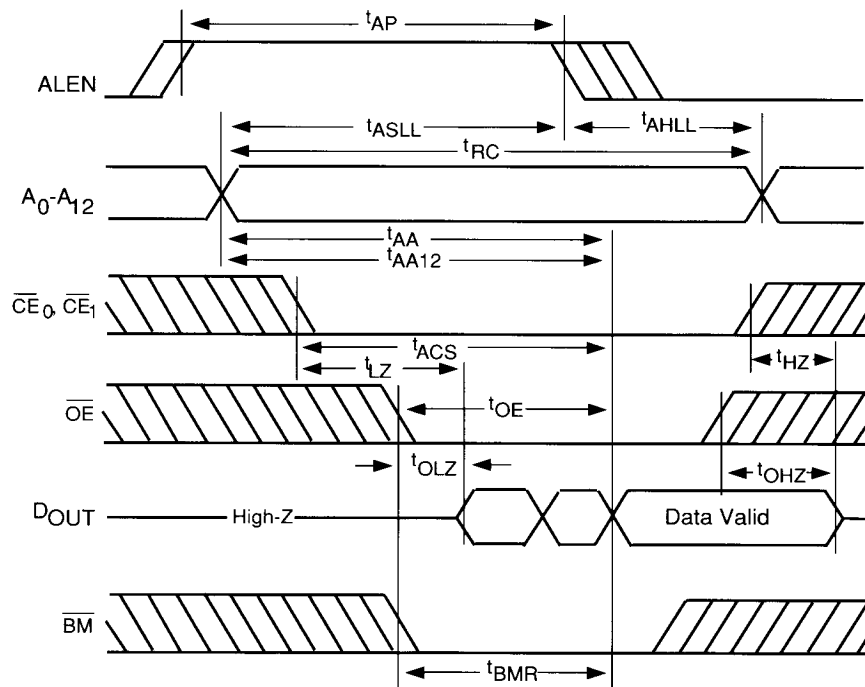 tAP
ALEN
tASLL
tAHLL
tRC
A0-A12
tAA
tAA12
CE0, CE1
tACS
tLZ
tHZ
OE
tOE
tOLZ
tOHZ
DOUT
High-Z
Data Valid
BM
tBMR